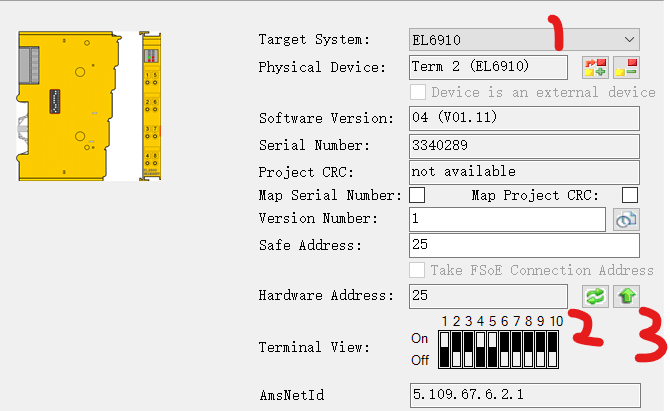 Target System: EL6910 1
Physical Device: Term 2 (EL6910)
Device is an external device
Software Version: 04 (V01.11)
Serial Number: 3340289
Project CRC: not available
Map Serial Number: Map Project CRC:
Version Number: 1
Safe Address: 25
Take FSoE Connection Address
Hardware Address: 25
2 3
1 2 3 4 5 6 7 8 9 10
On
Terminal View:
Off
AmsNetId 5.109.67.6.2.1